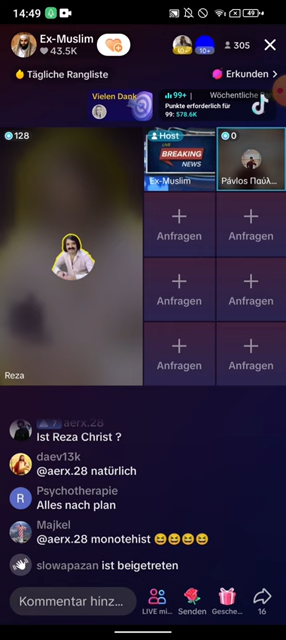 14:49
Ex-Muslim
43.5K
305
Tägliche Rangliste
Erkunden
Vielen Dank
99+ | Wöchentliche
Punkte erforderlich für
99: 578.6K
128
Host
LIVE
BREAKING
NEWS
Ex-Muslim
0
Pávlos Παύλ...
Anfragen
Anfragen
Anfragen
Anfragen
Anfragen
Anfragen
Reza
aerx.28
Ist Reza Christ ?
daev13k
@aerx.28 natürlich
R
Psychotherapie
Alles nach plan
Majkel
@aerx.28 monotehist 😆😆😆😆
slowapazan ist beigetreten
Kommentar hinz...
LIVE mi...
Senden
Gesche...
16